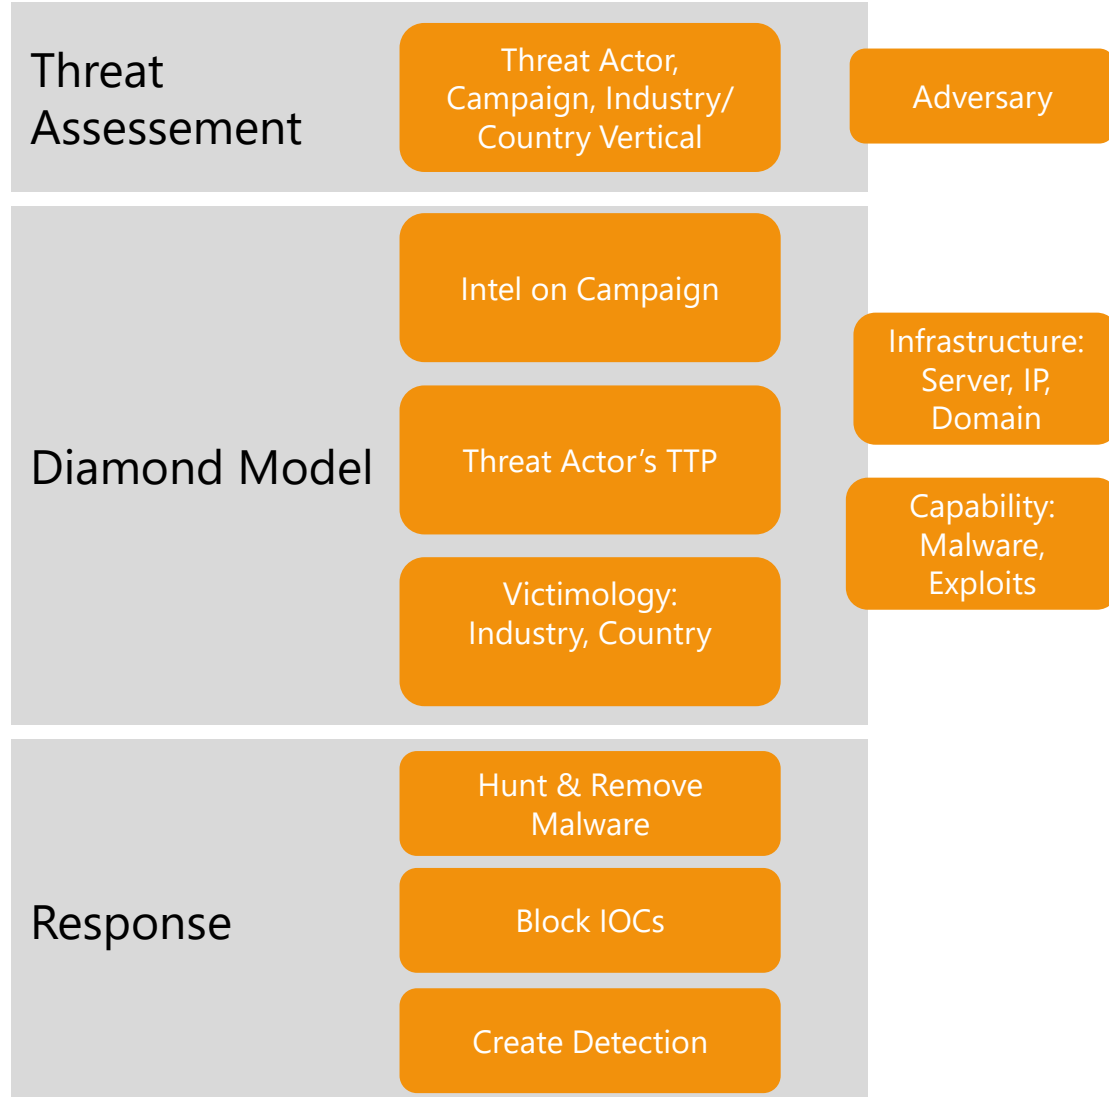 Threat
Assessement
Threat Actor,
Campaign, Industry/
Country Vertical
Adversary
Diamond Model
Intel on Campaign
Threat Actor’s TTP
Victimology:
Industry, Country
Infrastructure:
Server, IP,
Domain
Capability:
Malware,
Exploits
Response
Hunt & Remove
Malware
Block IOCs
Create Detection